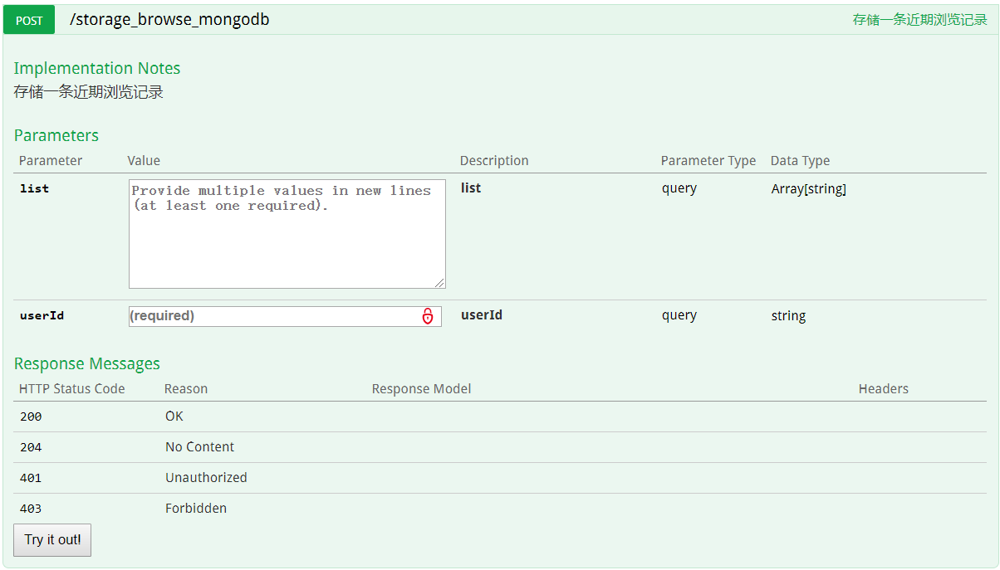 POST /storage_browse_mongodb 存储一条近期浏览记录
Implementation Notes
存储一条近期浏览记录
Parameters
Parameter Value Description Parameter Type Data Type
list Provide multiple values in new lines (at least one required). list query Array[string]
userId (required) userId query string
Response Messages
HTTP Status Code Reason Response Model Headers
200 OK
204 No Content
401 Unauthorized
403 Forbidden
Try it out!